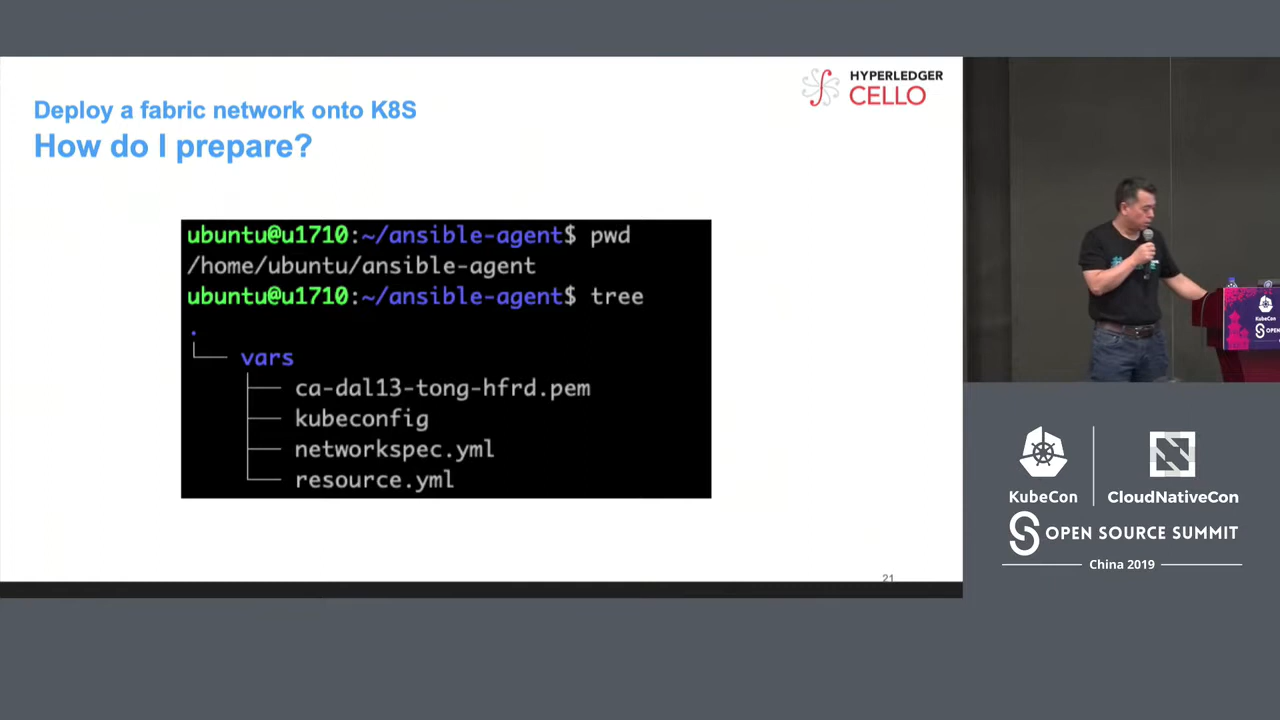 Deploy a fabric network onto K8S
How do I prepare?
HYPERLEDGER
CELLO
ubuntu@u1710:~/ansible-agent$ pwd
/home/ubuntu/ansible-agent
ubuntu@u1710:~/ansible-agent$ tree
.
└── vars
├── ca-dal13-tong-hfrd.pem
├── kubeconfig
├── networkspec.yml
└── resource.yml
21
KubeCon
OPEN
KubeCon
CloudNativeCon
OPEN SOURCE SUMMIT
China 2019